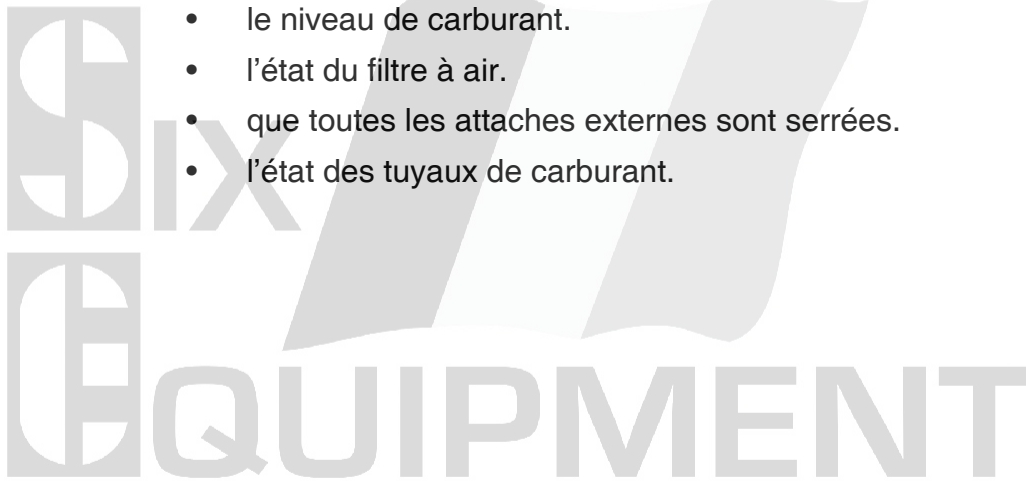 • le niveau de carburant.
• l’état du filtre à air.
• que toutes les attaches externes sont serrées.
• l’état des tuyaux de carburant.
SIX
EQUIPMENT